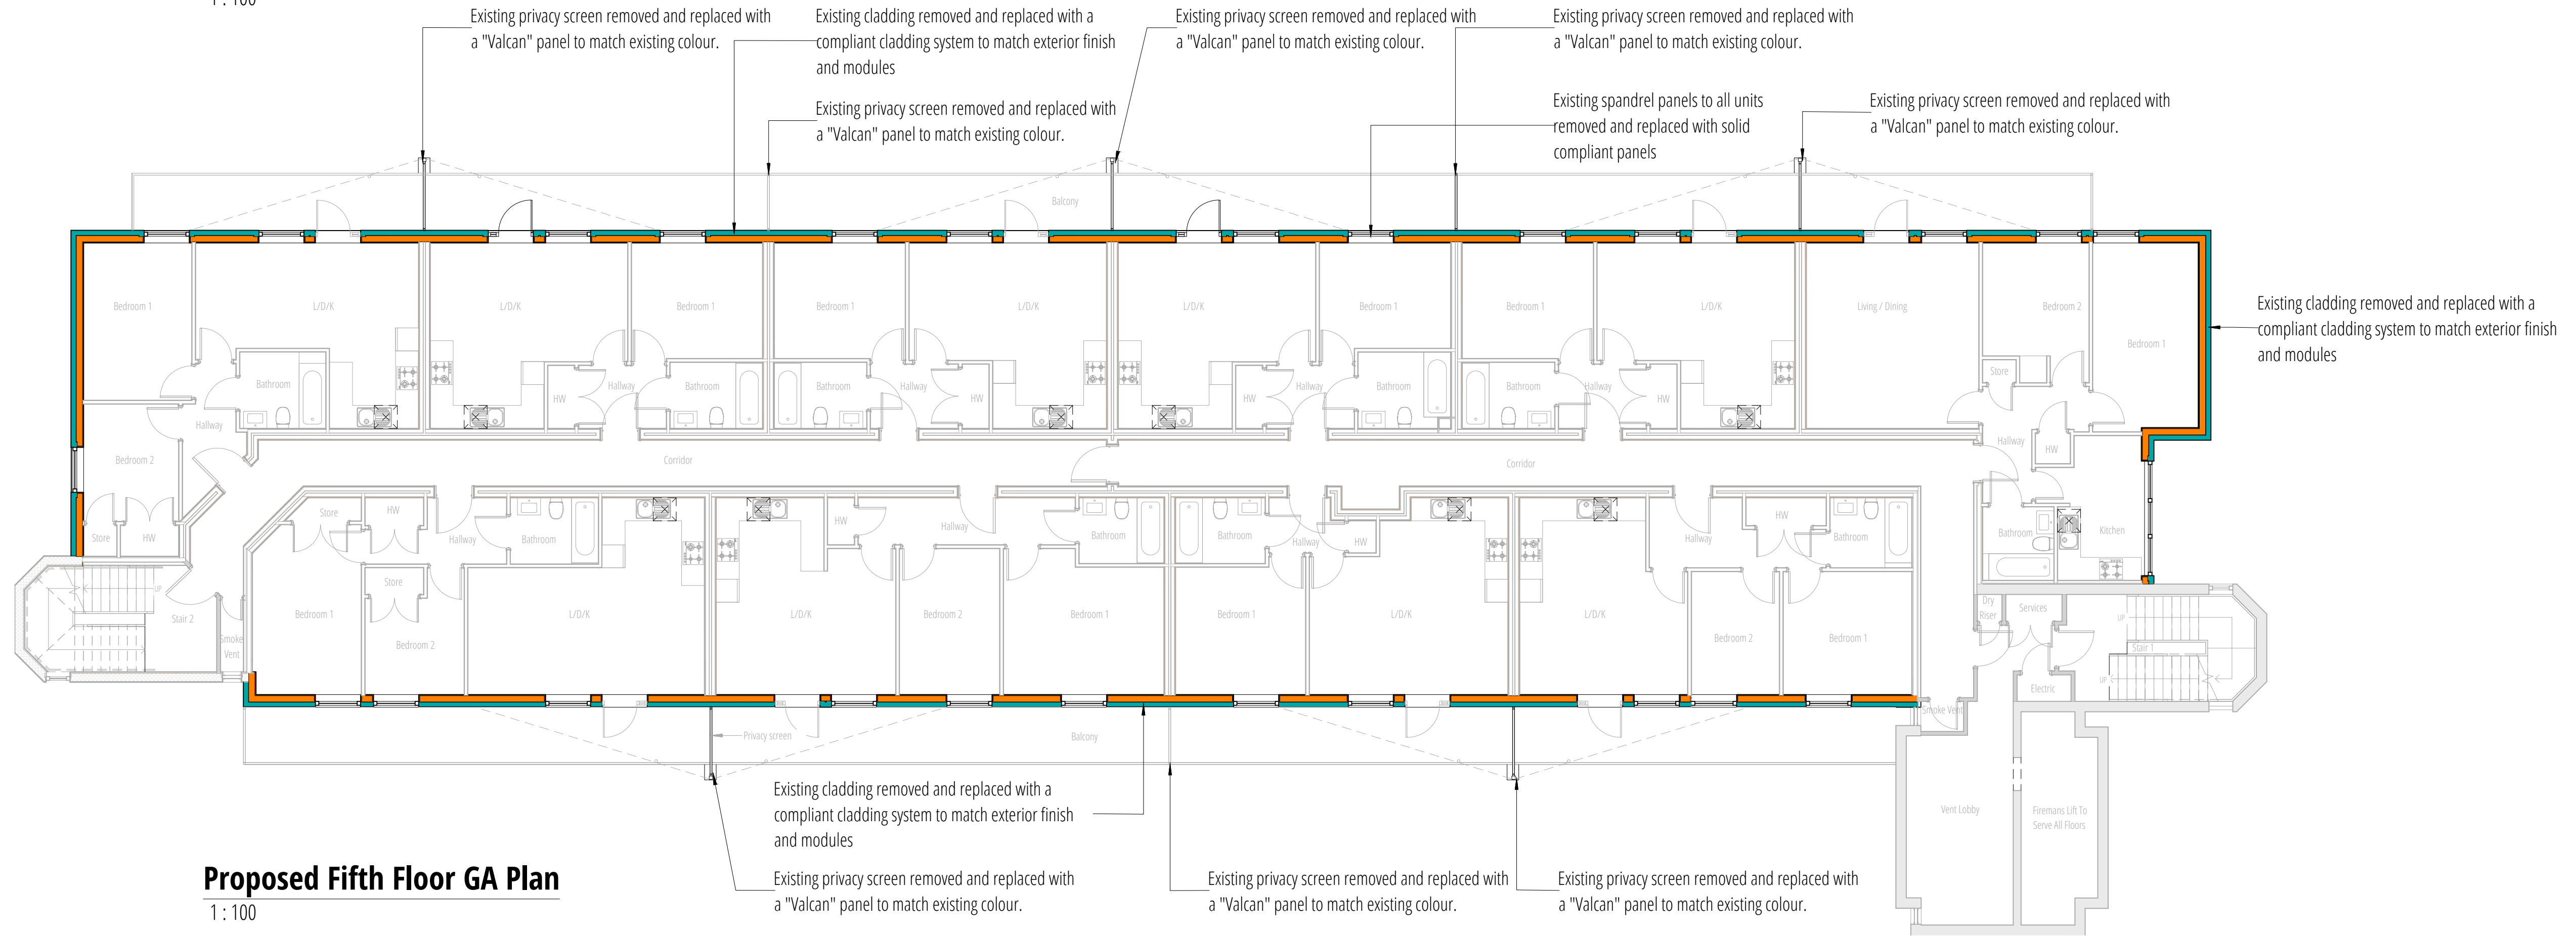 1 : 100
Existing privacy screen removed and replaced with
a "Valcan" panel to match existing colour.
Existing cladding removed and replaced with a
compliant cladding system to match exterior finish
and modules
Existing privacy screen removed and replaced with
a "Valcan" panel to match existing colour.
Existing privacy screen removed and replaced with
a "Valcan" panel to match existing colour.
Existing privacy screen removed and replaced with
a "Valcan" panel to match existing colour.
Existing spandrel panels to all units
removed and replaced with solid
compliant panels
Existing privacy screen removed and replaced with
a "Valcan" panel to match existing colour.
Balcony
Bedroom 1
L/D/K
L/D/K
Bedroom 1
Bedroom 1
L/D/K
L/D/K
Bedroom 1
Bedroom 1
L/D/K
Living / Dining
Bedroom 2
Bedroom 1
Existing cladding removed and replaced with a
compliant cladding system to match exterior finish
and modules
Bathroom
Hallway
HW
Hallway
Bathroom
Bathroom
Hallway
HW
HW
Hallway
Bathroom
Bathroom
Hallway
HW
Store
Hallway
HW
Bedroom 2
Corridor
Corridor
Store
HW
Store
HW
Hallway
Bathroom
HW
Hallway
Bathroom
Bathroom
Hallway
HW
Hallway
HW
Bathroom
Bathroom
Kitchen
Store
UP
Stair 2
Smoke
Vent
Bedroom 1
Bedroom 2
L/D/K
L/D/K
Bedroom 2
Bedroom 1
Bedroom 1
L/D/K
L/D/K
Bedroom 2
Bedroom 1
Dry
Riser
Services
UP
Stair 1
UP
Electric
Smoke Vent
Privacy screen
Balcony
Existing cladding removed and replaced with a
compliant cladding system to match exterior finish
and modules
Vent Lobby
Firemans Lift To
Serve All Floors
Existing privacy screen removed and replaced with
a "Valcan" panel to match existing colour.
Existing privacy screen removed and replaced with
a "Valcan" panel to match existing colour.
Existing privacy screen removed and replaced with
a "Valcan" panel to match existing colour.
Proposed Fifth Floor GA Plan
1 : 100